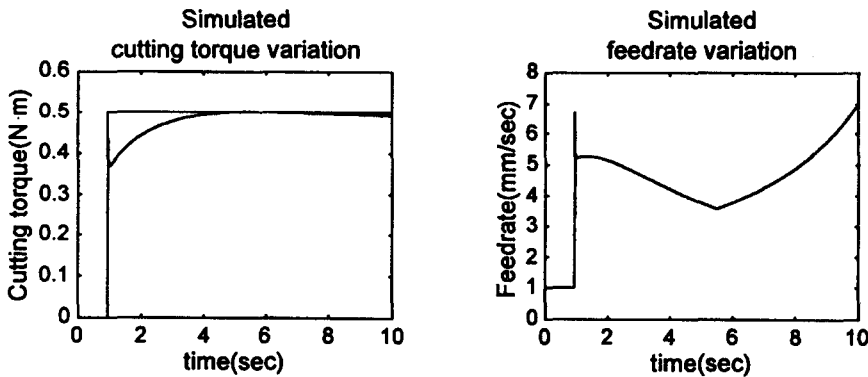 Simulated
cutting torque variation
Cutting torque(N·m)
0.6
0.5
0.4
0.3
0.2
0.1
0
0 2 4 6 8 10
time(sec)
Simulated
feedrate variation
Feedrate(mm/sec)
8
7
6
5
4
3
2
1
0
0 2 4 6 8 10
time(sec)